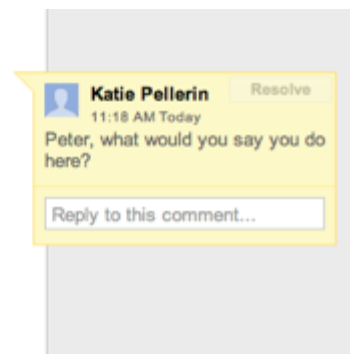 Katie Pellerin
Resolve
11:18 AM Today
Peter, what would you say you do
here?
Reply to this comment...